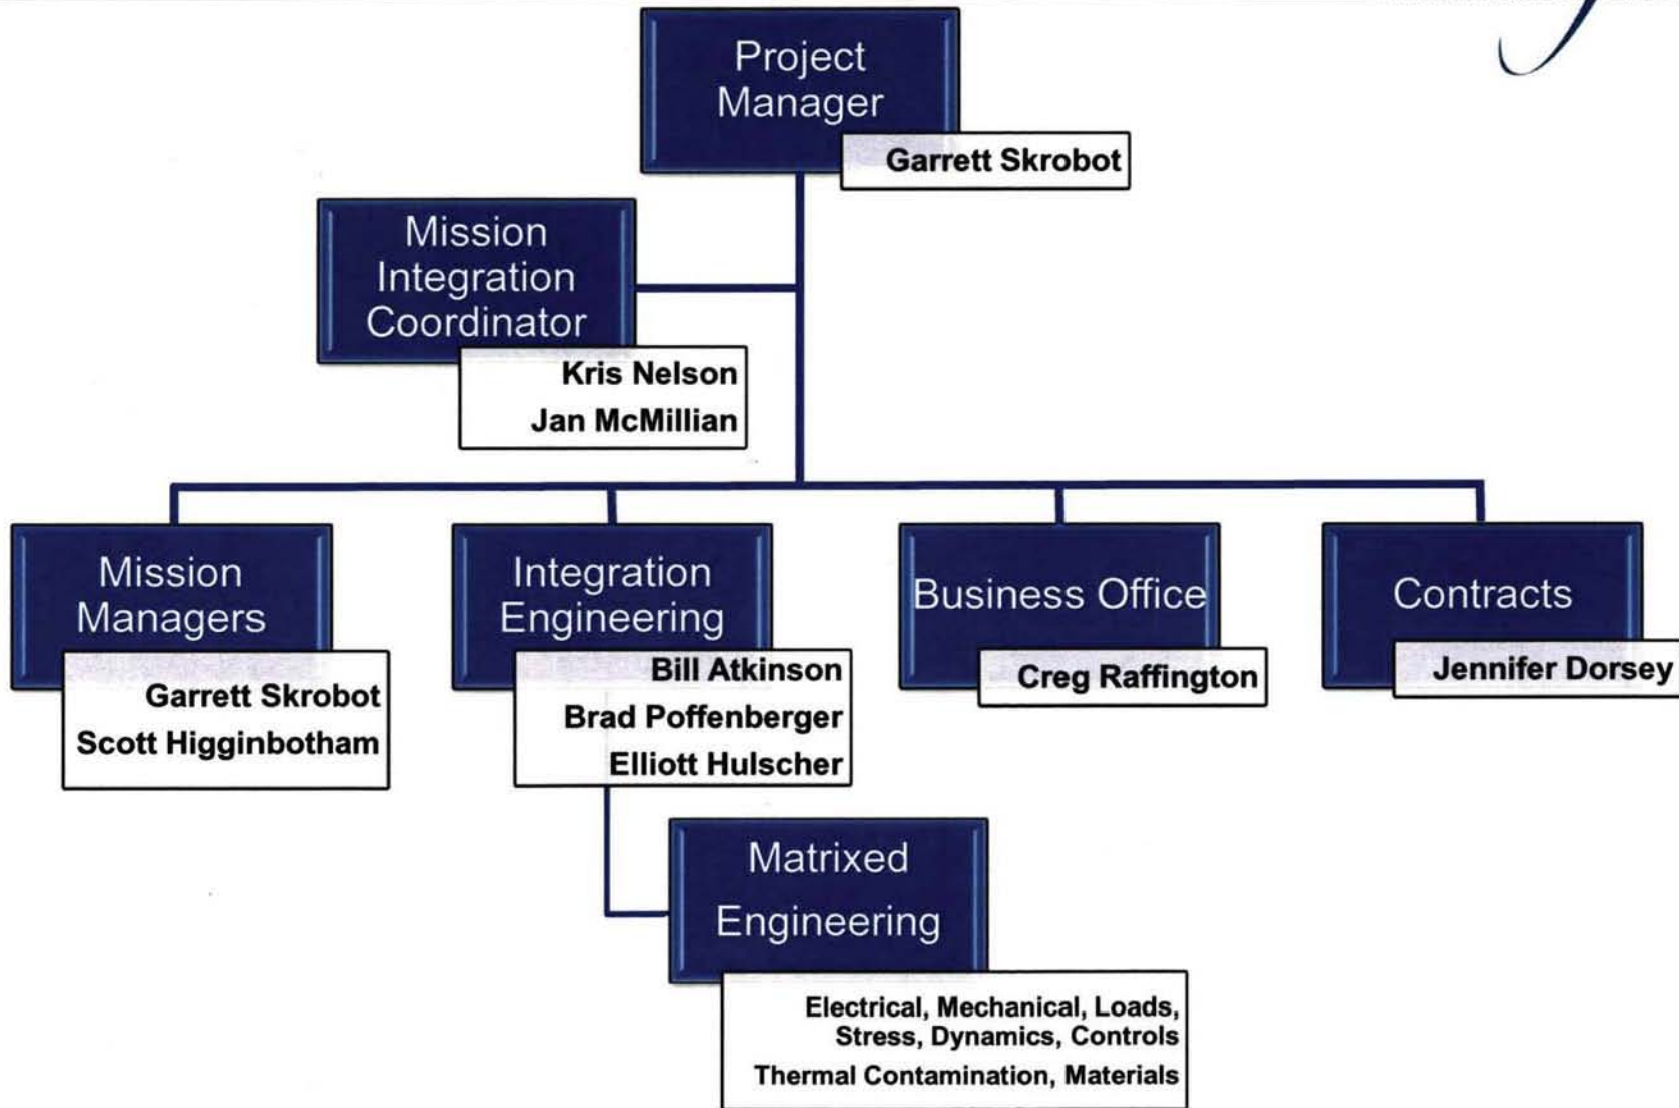 Project
Manager
Garrett Skrobot
Mission
Integration
Coordinator
Kris Nelson
Jan McMillian
Mission
Managers
Garrett Skrobot
Scott Higginbotham
Integration
Engineering
Bill Atkinson
Brad Poffenberger
Elliott Hulscher
Business Office
Creg Raffington
Contracts
Jennifer Dorsey
Matrixed
Engineering
Electrical, Mechanical, Loads,
Stress, Dynamics, Controls
Thermal Contamination, Materials